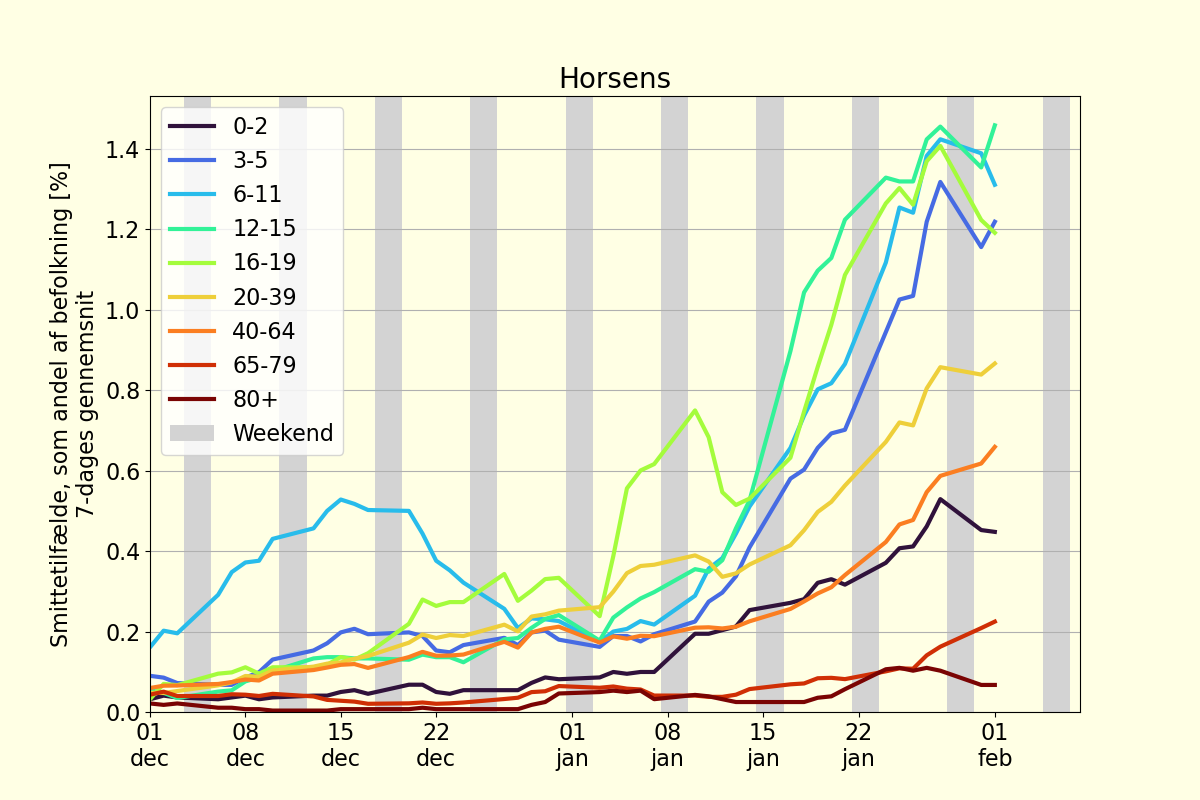 Horsens
Smittetilfælde, som andel af befolkning [%]
7-dages gennemsnit
1.4
1.2
1.0
0.8
0.6
0.4
0.2
0.0
0-2
3-5
6-11
12-15
16-19
20-39
40-64
65-79
80+
Weekend
01 08 15 22 01 08 15 22 01
dec dec dec dec jan jan jan jan feb